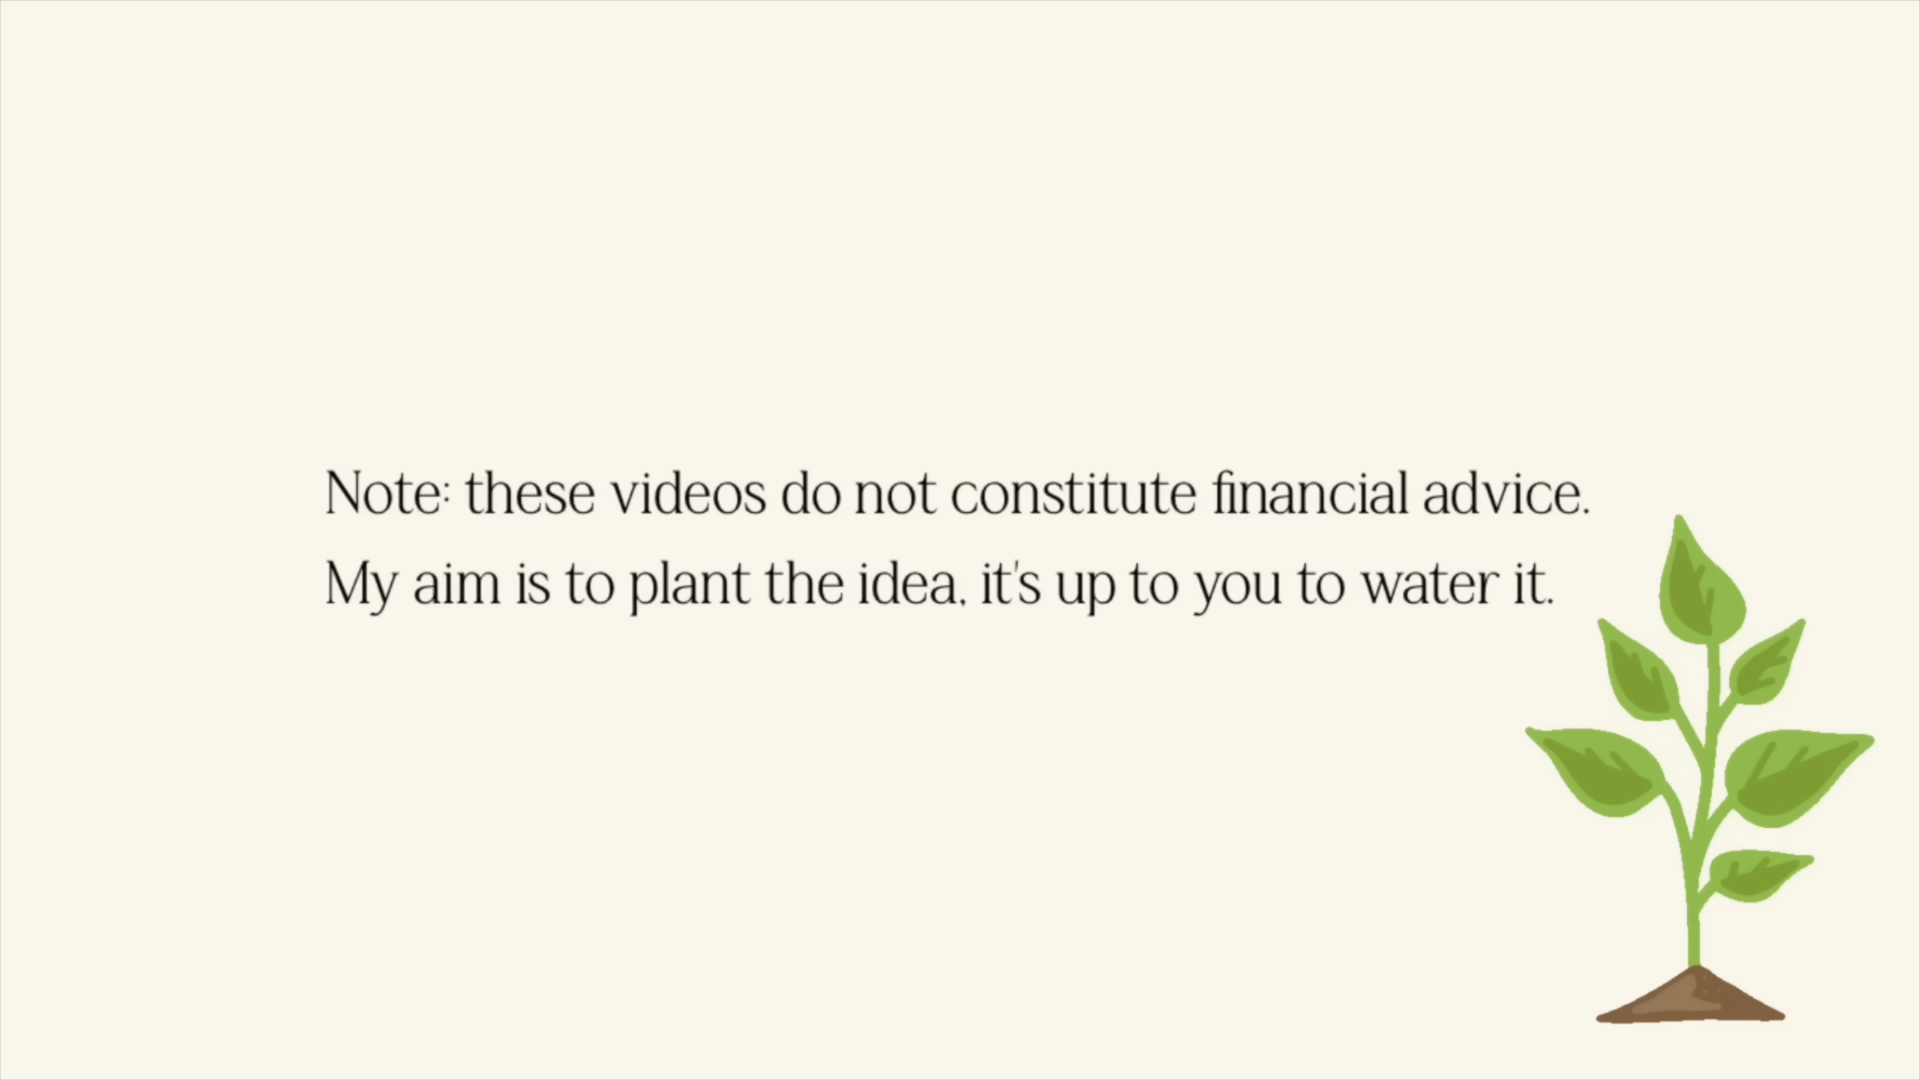 Note: these videos do not constitute financial advice.
My aim is to plant the idea, it's up to you to water it.